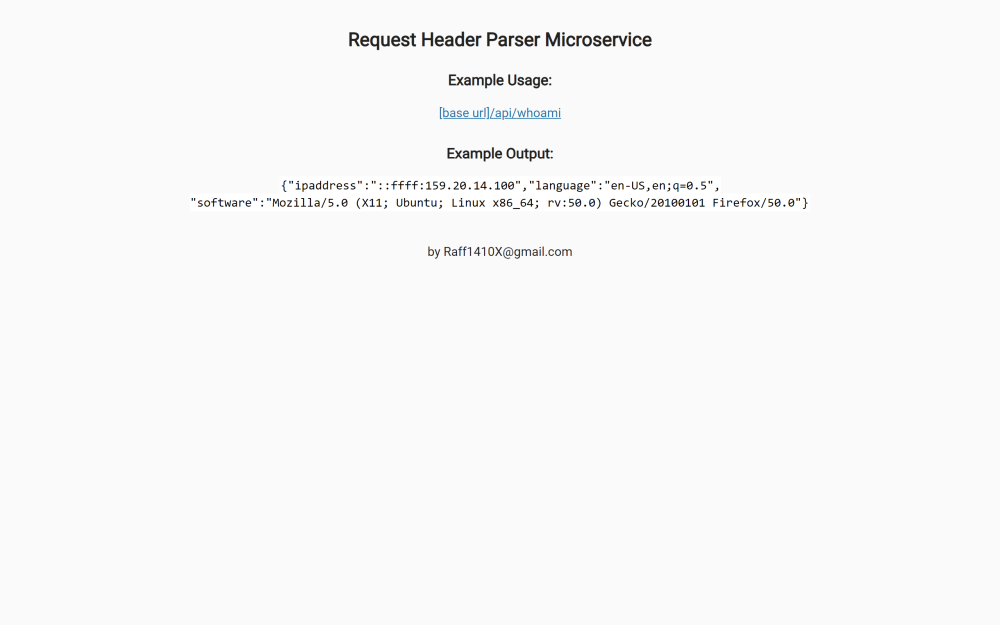 Request Header Parser Microservice
Example Usage:
[base url]/api/whoami
Example Output:
{"ipaddress":"::ffff:159.20.14.100","language":"en-US,en;q=0.5",
"software":"Mozilla/5.0 (X11; Ubuntu; Linux x86_64; rv:50.0) Gecko/20100101 Firefox/50.0"}
by Raff1410X@gmail.com